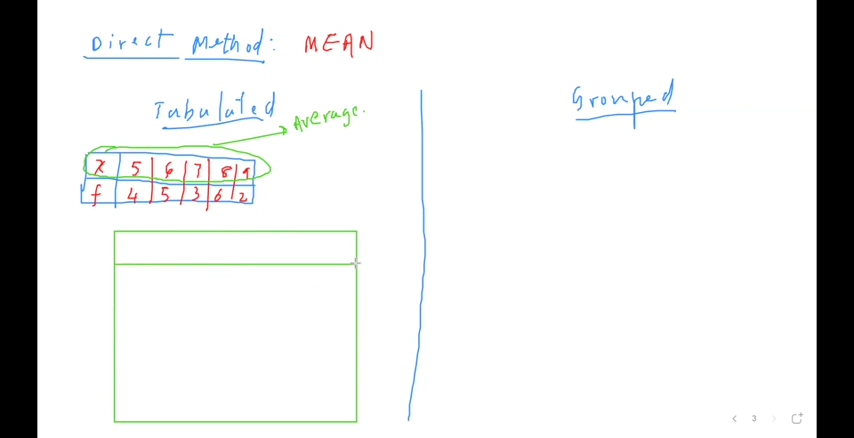 Direct Method: MEAN
Tabulated
Grouped
Average.
x 5 6 7 8 9
f 4 5 3 6 2
3